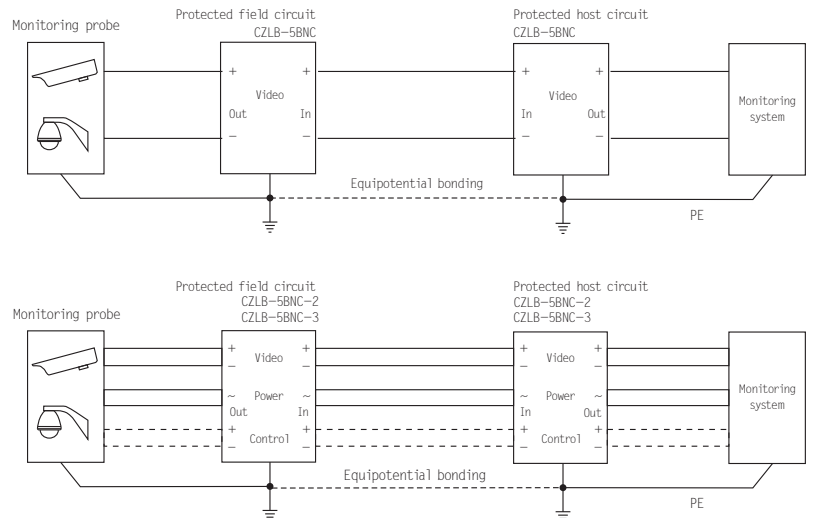 Monitoring probe
Protected field circuit
CZLB-5BNC
Protected host circuit
CZLB-5BNC
+ +
Video
Out In
− −
+ +
Video
In Out
− −
Monitoring
system
Equipotential bonding
PE
Monitoring probe
Protected field circuit
CZLB-5BNC-2
CZLB-5BNC-3
Protected host circuit
CZLB-5BNC-2
CZLB-5BNC-3
+ +
Video
− −
~ Power ~
Out In
+ +
Control
− −
+ +
Video
− −
~ Power ~
In Out
+ +
Control
− −
Monitoring
system
Equipotential bonding
PE